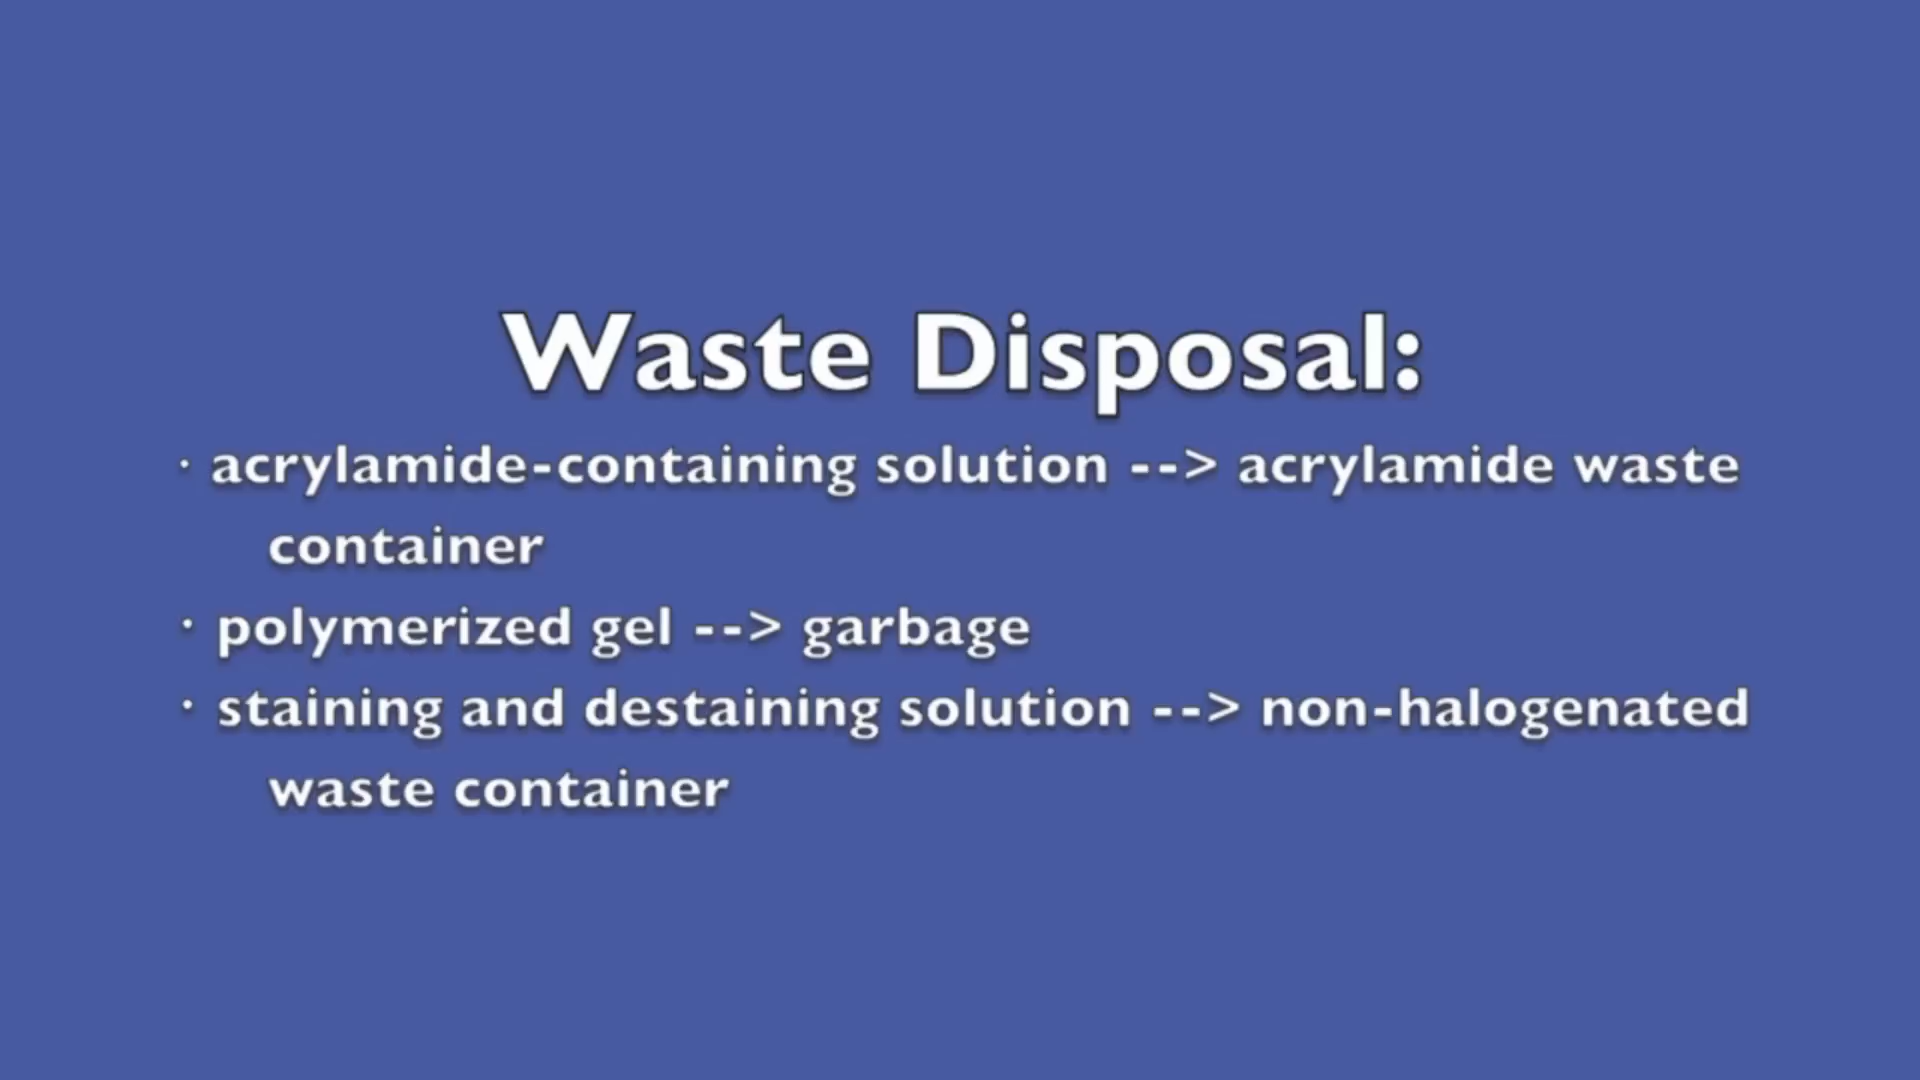 Waste Disposal:
· acrylamide-containing solution --> acrylamide waste
container
· polymerized gel --> garbage
· staining and destaining solution --> non-halogenated
waste container